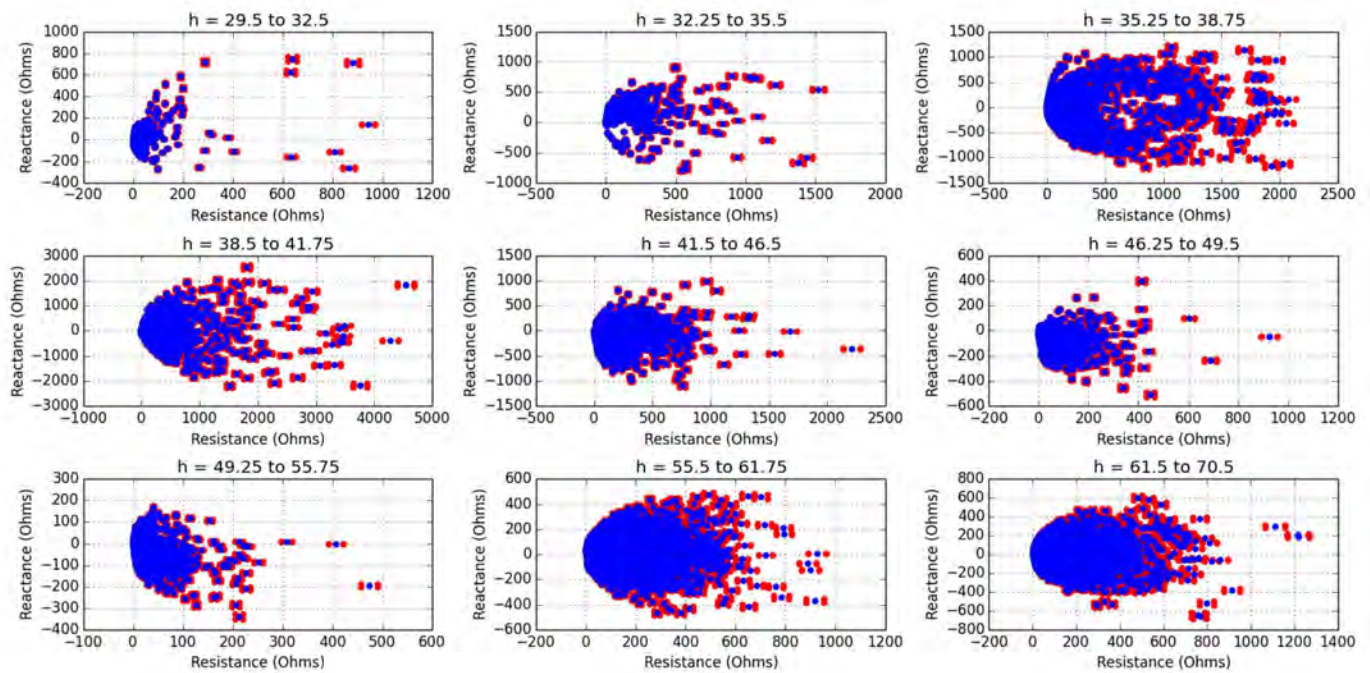 h = 29.5 to 32.5
h = 32.25 to 35.5
h = 35.25 to 38.75
Reactance (Ohms)
1000
800
600
400
200
0
−200
−400
−200 0 200 400 600 800 1000 1200
Resistance (Ohms)
Reactance (Ohms)
1500
1000
500
0
−500
−1000
−500 0 500 1000 1500 2000
Resistance (Ohms)
Reactance (Ohms)
1500
1000
500
0
−500
−1000
−1500
−500 0 500 1000 1500 2000 2500
Resistance (Ohms)
h = 38.5 to 41.75
h = 41.5 to 46.5
h = 46.25 to 49.5
Reactance (Ohms)
3000
2000
1000
0
−1000
−2000
−3000
−1000 0 1000 2000 3000 4000 5000
Resistance (Ohms)
Reactance (Ohms)
1500
1000
500
0
−500
−1000
−1500
−500 0 500 1000 1500 2000 2500
Resistance (Ohms)
Reactance (Ohms)
600
400
200
0
−200
−400
−600
−200 0 200 400 600 800 1000 1200
Resistance (Ohms)
h = 49.25 to 55.75
h = 55.5 to 61.75
h = 61.5 to 70.5
Reactance (Ohms)
300
200
100
0
−100
−200
−300
−400
−100 0 100 200 300 400 500 600
Resistance (Ohms)
Reactance (Ohms)
600
400
200
0
−200
−400
−600
−200 0 200 400 600 800 1000 1200
Resistance (Ohms)
Reactance (Ohms)
800
600
400
200
0
−200
−400
−600
−800
−200 0 200 400 600 800 1000 1200 1400
Resistance (Ohms)